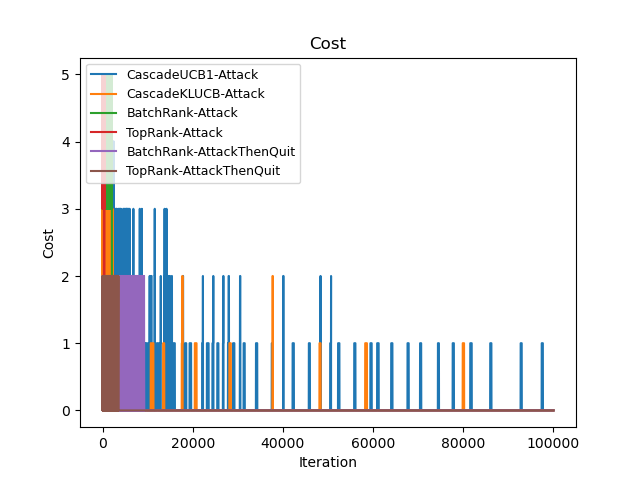 Cost
CascadeUCB1-Attack
CascadeKLUCB-Attack
BatchRank-Attack
TopRank-Attack
BatchRank-AttackThenQuit
TopRank-AttackThenQuit
Cost
5
4
3
2
1
0
0 20000 40000 60000 80000 100000
Iteration